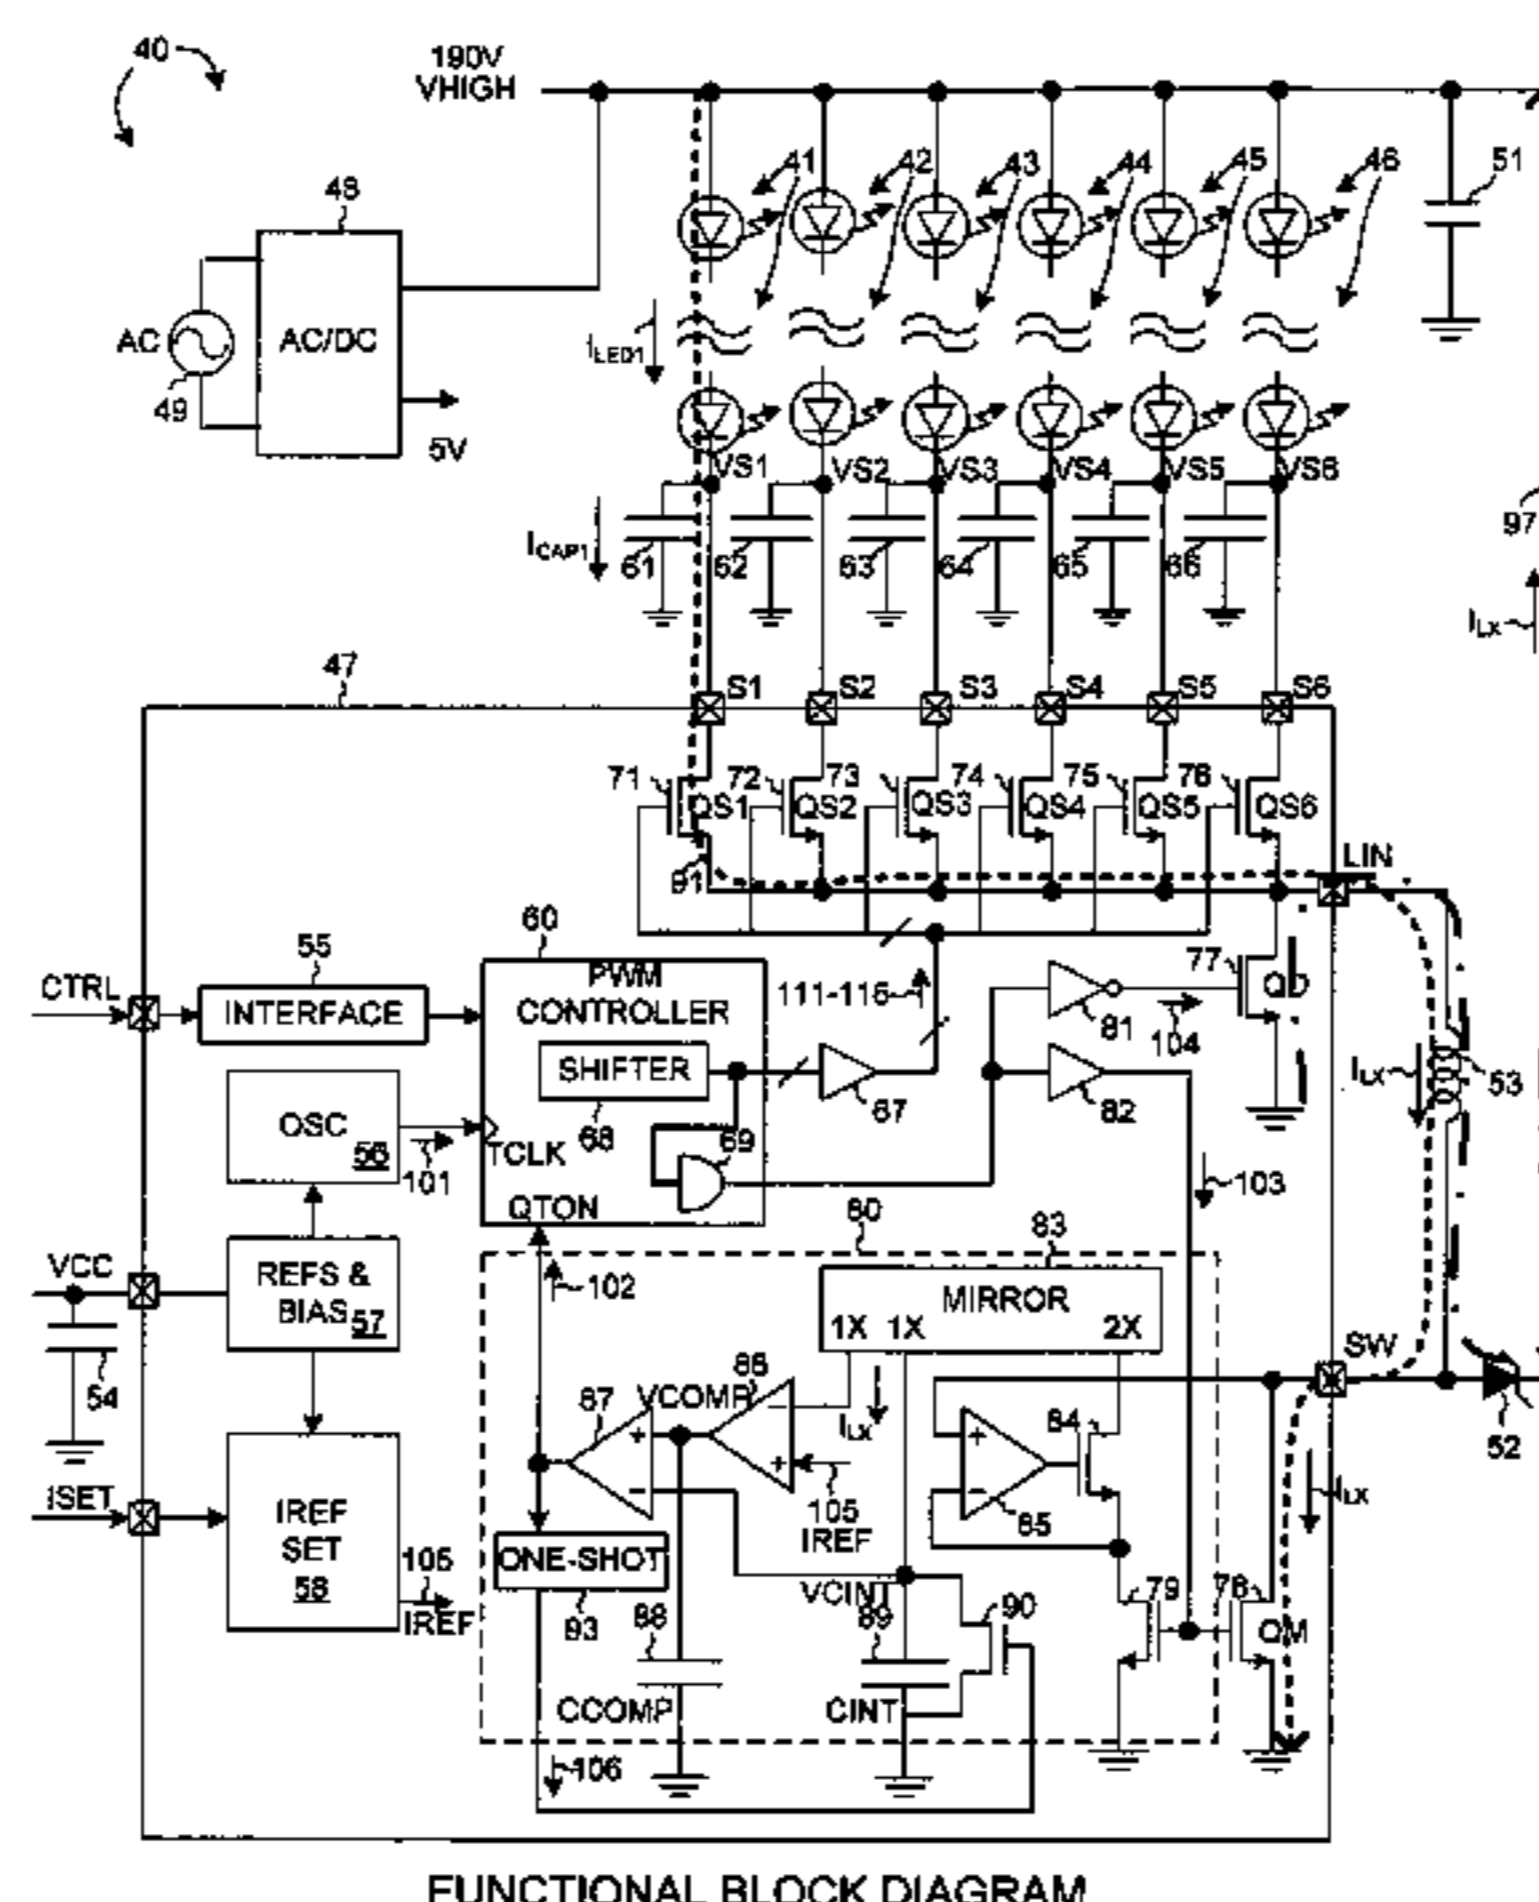 40
190V
VHIGH
41
42
43
44
45
46
51
48
AC
AC/DC
49
5V
ILED1
VS1
VS2
VS3
VS4
VS5
VS6
ICAP1
61
62
63
64
65
66
97
ILX
47
S1
S2
S3
S4
S5
S6
71
72
73
74
75
76
QS1
QS2
QS3
QS4
QS5
QS6
91
LIN
60
55
CTRL
INTERFACE
PWM
CONTROLLER
111-116
77
QD
81
104
SHIFTER
67
82
ILX
53
OSC
56
101
TCLK
68
69
QTON
103
VCC
REFS &
BIAS 57
102
80
83
MIRROR
1X 1X 2X
SW
54
87
VCOMP
86
ILX
84
52
ISET
IREF
SET
58
105
IREF
105
IREF
85
ILX
ONE-SHOT
93
88
VCINT
89
90
79
78
QM
CCOMP
CINT
106
FUNCTIONAL BLOCK DIAGRAM